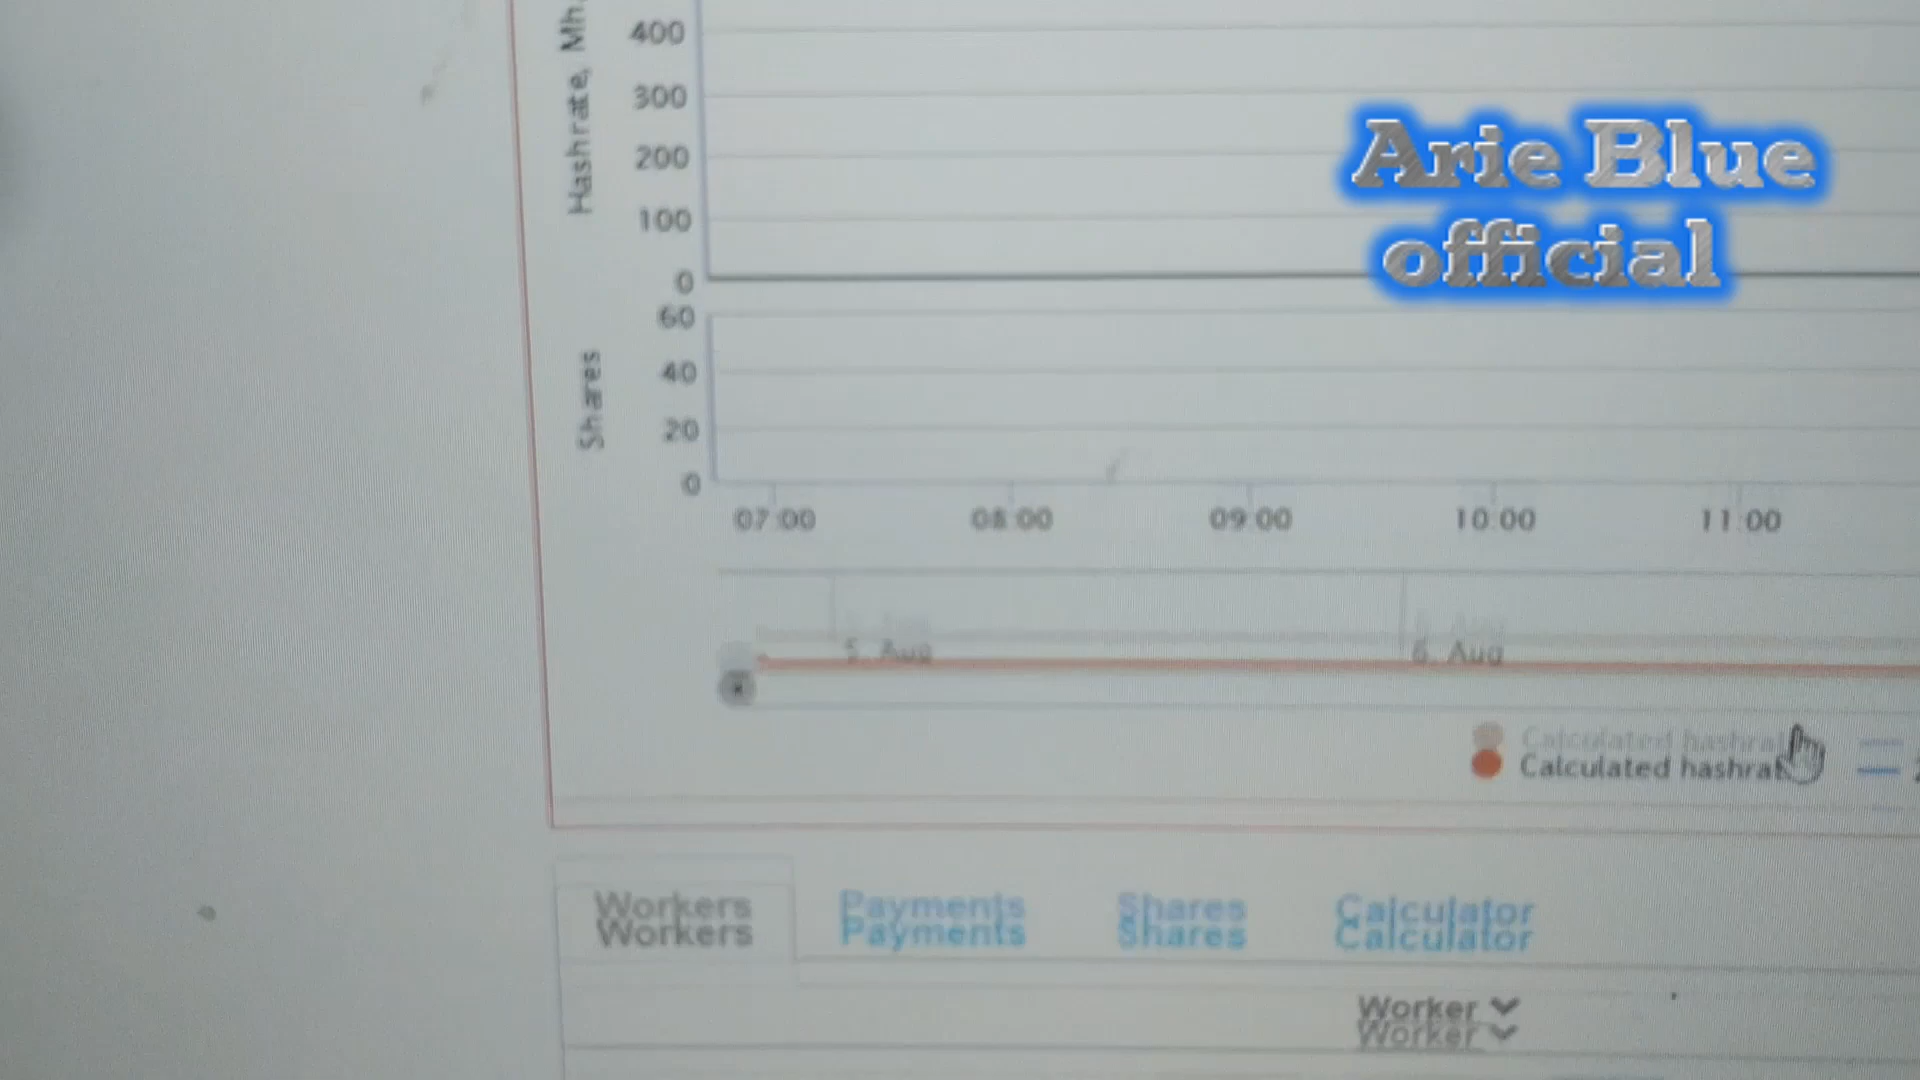 Hashrate, Mh
400
300
200
100
0
Arie Blue
official
Shares
60
40
20
0
07:00 08:00 09:00 10:00 11:00
5. Aug 6. Aug
Calculated hashra
Workers Payments Shares Calculator
Worker